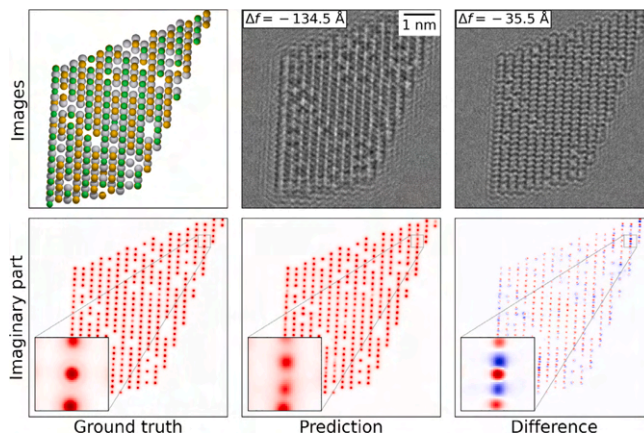 Δf = − 134.5 Å
Δf = − 35.5 Å
1 nm
Images
Imaginary part
Ground truth
Prediction
Difference